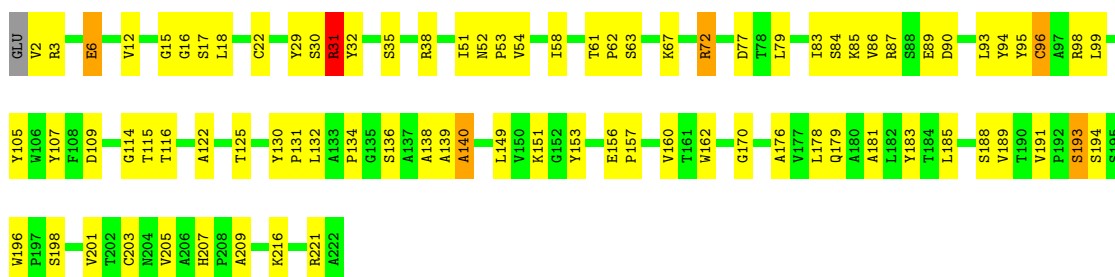 GLU V2 R3 E6 V12 G15 G16 S17 L18 C22 Y29 S30 R31 Y32 S35 R38 I51 N52 P53 V54 I58 T61 P62 S63 K67 R72 D77 T78 L79 I83 S84 K85 V86 R87 S88 E89 D90 L93 Y94 Y95 C96 A97 R98 L99
Y105 W106 Y107 F108 D109 G114 T115 T116 A122 T125 Y130 P131 L132 A133 P134 G135 S136 A137 A138 A139 A140 L149 V150 K151 G152 Y153 E156 P157 V160 T161 W162 G170 A176 V177 L178 Q179 A180 A181 L182 Y183 T184 L185 S188 V189 T190 V191 P192 S193 S194 S195
W196 P197 S198 V201 T202 C203 N204 V205 A206 H207 P208 A209 K216 R221 A222